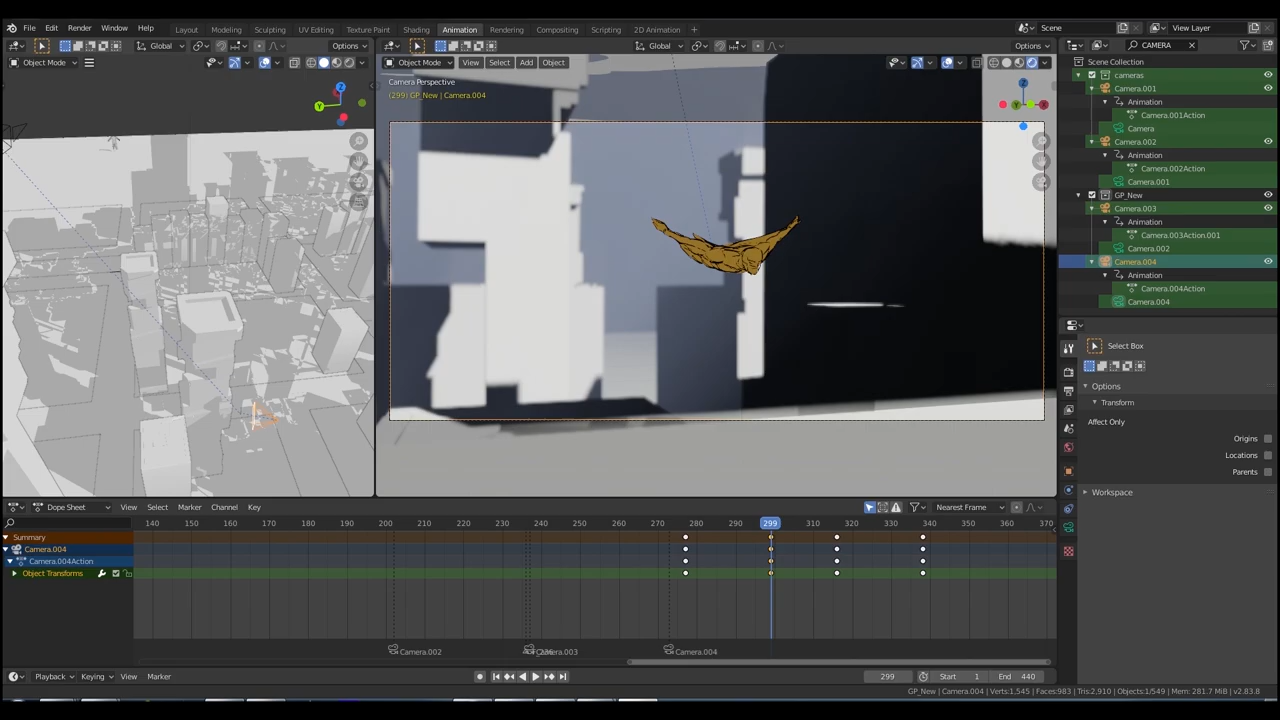 File Edit Render Window Help Layout Modeling Sculpting UV Editing Texture Paint Shading Animation Rendering Compositing Scripting 2D Animation + Scene View Layer
Global Options Global Options CAMERA
Object Mode Object Mode View Select Add Object Scene Collection
cameras
Camera Perspective
(299) GP_New | Camera.004
Camera.001
Animation
Camera.001Action
Camera
Camera.002
Animation
Camera.002Action
Camera.001
GP_New
Camera.003
Animation
Camera.003Action.001
Camera.002
Camera.004
Animation
Camera.004Action
Camera.004
Select Box
Options
Transform
Affect Only
Origins
Locations
Parents
Workspace
Z Y
Z Y X
Dope Sheet View Select Marker Channel Key Nearest Frame
140 150 160 170 180 190 200 210 220 230 240 250 260 270 280 290 299 310 320 330 340 350 360 370
Summary
Camera.004
Camera.004Action
Object Transforms
Camera.002 Camera.003 Camera.004
Playback Keying View Marker 299 Start 1 End 440
GP_New | Camera.004 | Verts:1,545 | Faces:983 | Tris:2,910 | Objects:1/549 | Mem: 281.7 MiB | v2.83.8